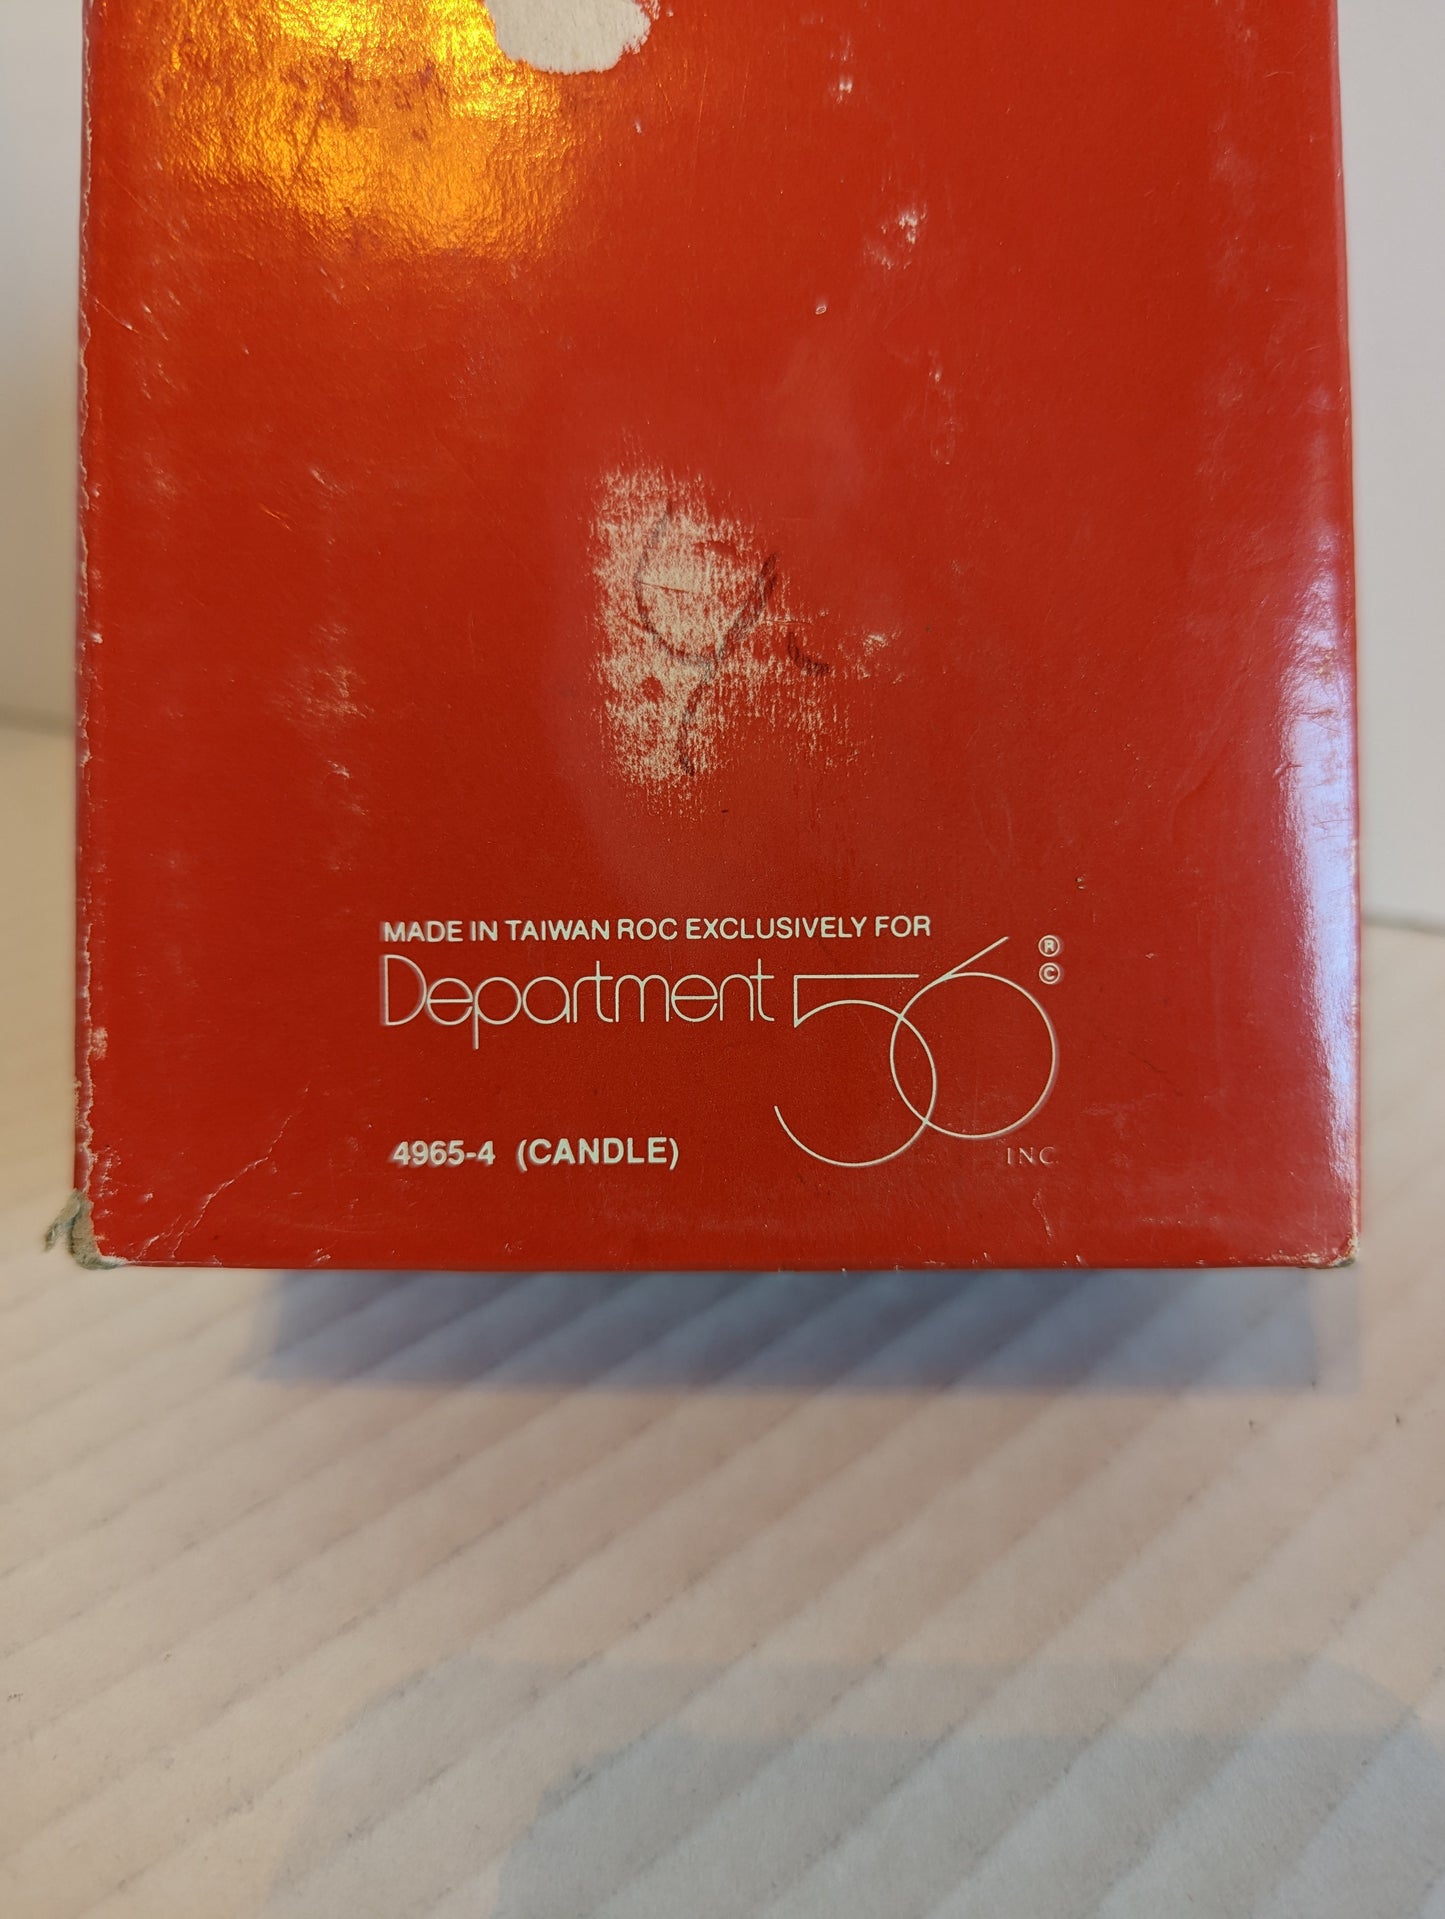 MADE IN TAIWAN ROC EXCLUSIVELY FOR
Department 56 ® ©
INC
4965-4 (CANDLE)